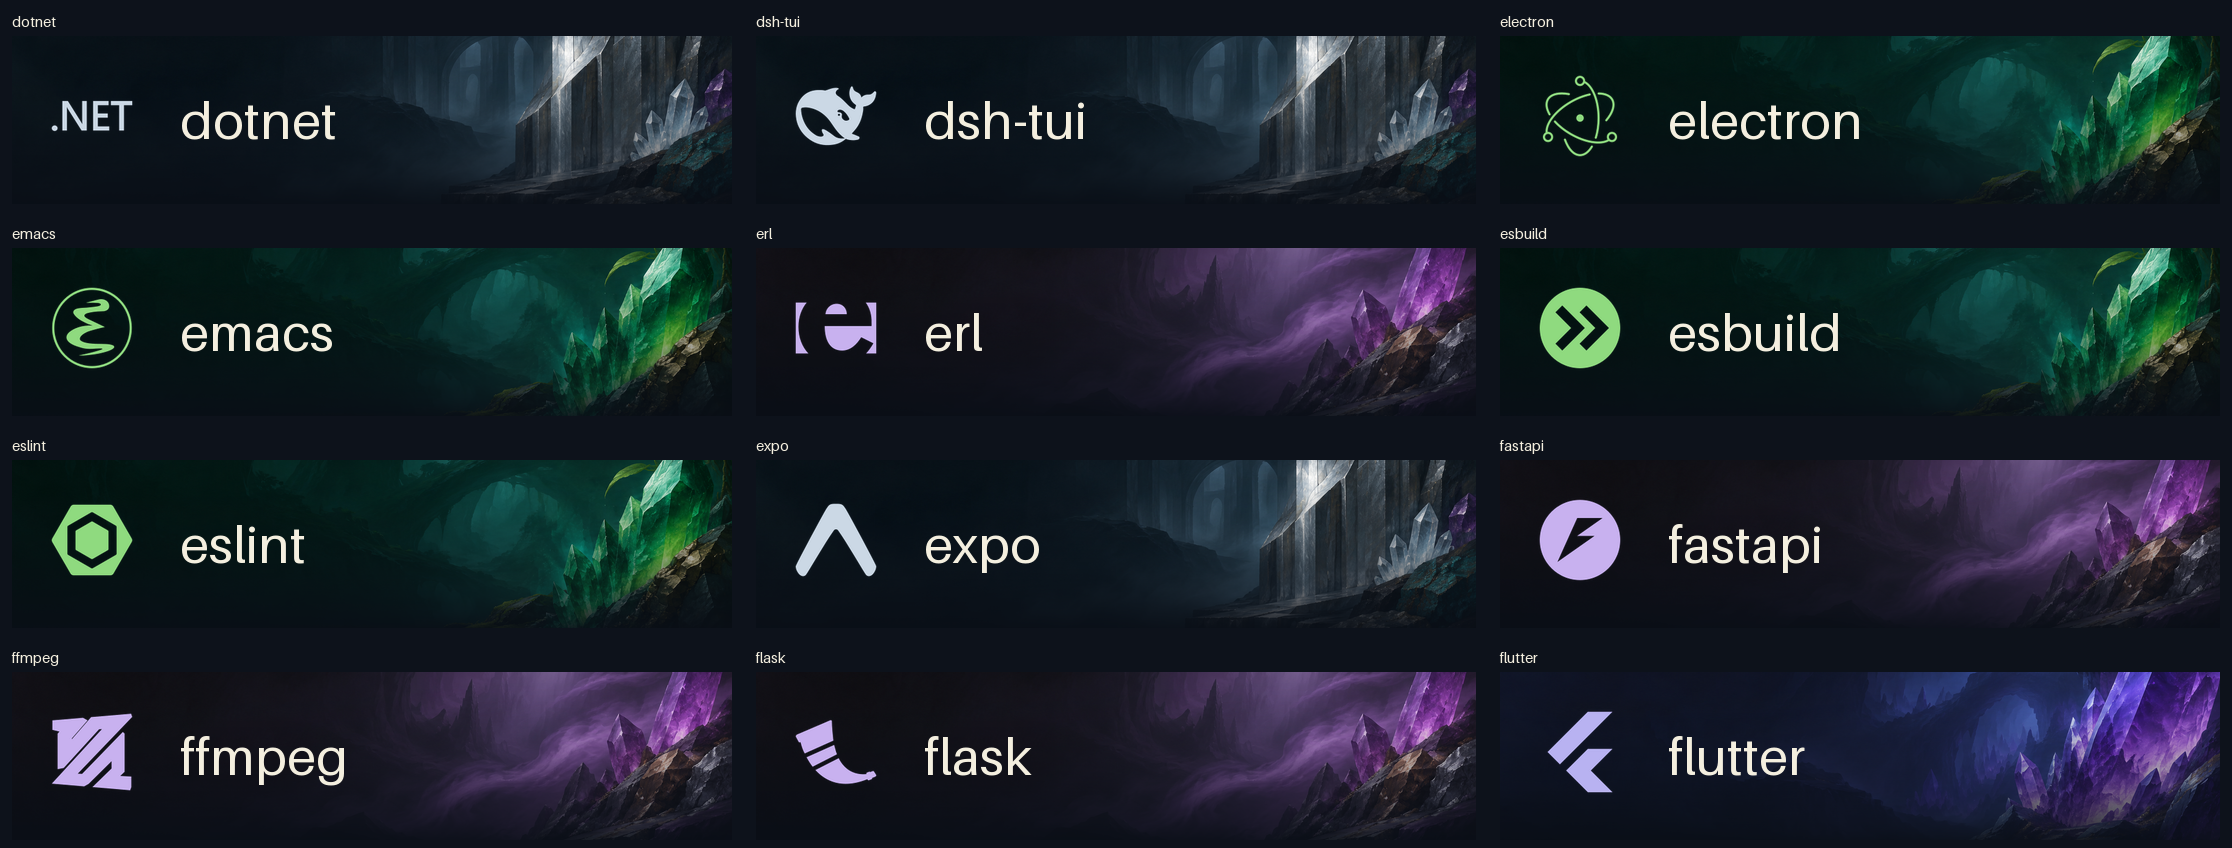 dotnet
dsh-tui
electron
.NET dotnet
dsh-tui
electron
emacs
erl
esbuild
emacs
e erl
esbuild
eslint
expo
fastapi
eslint
expo
fastapi
ffmpeg
flask
flutter
ffmpeg
flask
flutter